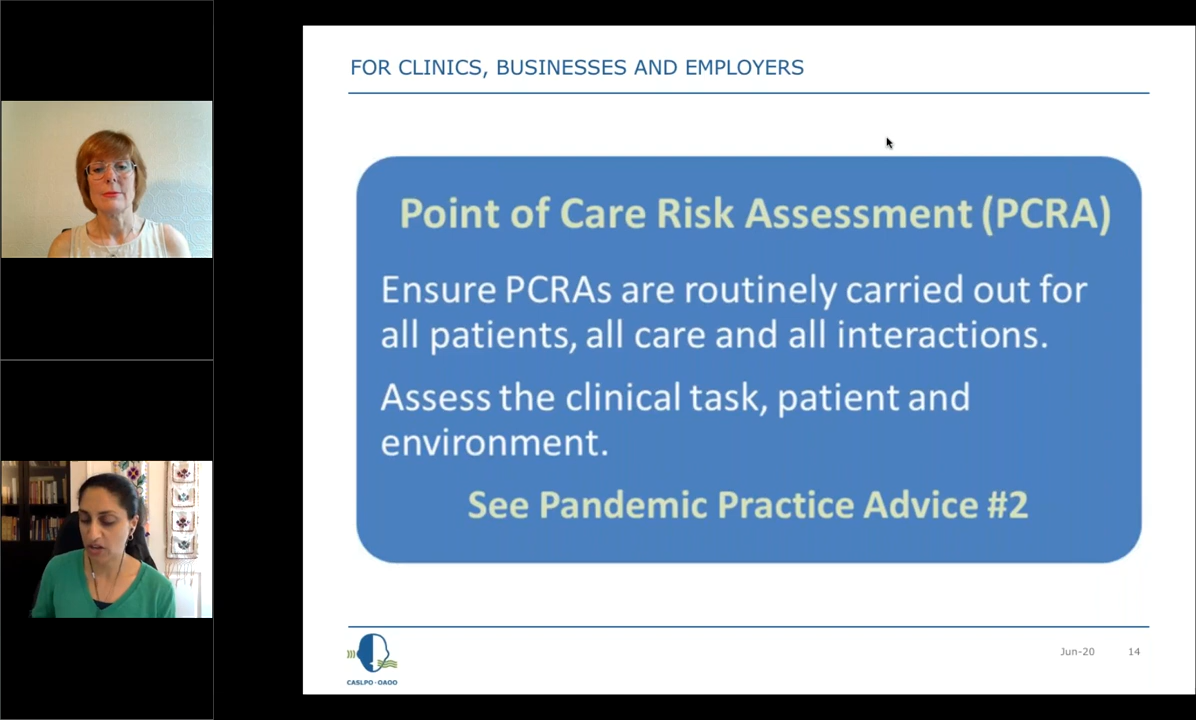 FOR CLINICS, BUSINESSES AND EMPLOYERS
Point of Care Risk Assessment (PCRA)
Ensure PCRAs are routinely carried out for
all patients, all care and all interactions.
Assess the clinical task, patient and
environment.
See Pandemic Practice Advice #2
CASLPO•OAOO
Jun-20
14